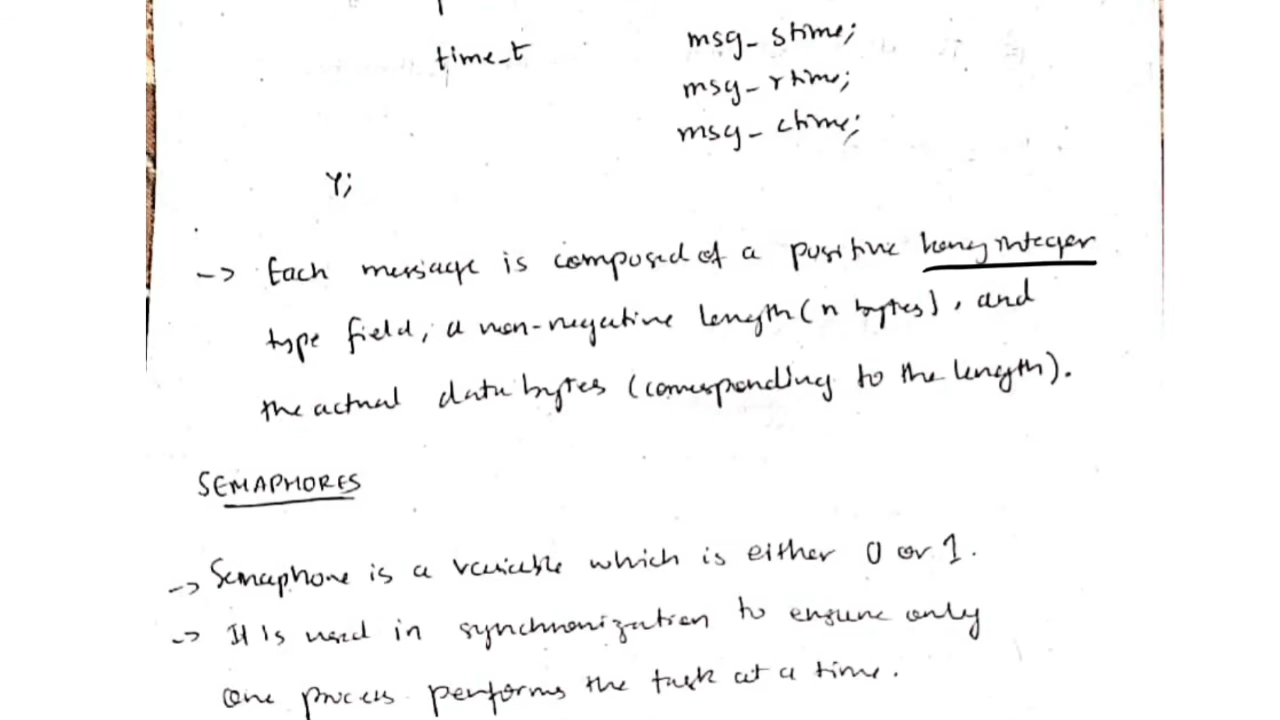 time_t msg_stime;
msg_rtime;
msg_ctime;
};
-> Each message is composed of a positive long integer
type field, a non-negative length (n bytes), and
the actual data bytes (corresponding to the length).
SEMAPHORES
-> Semaphore is a variable which is either 0 or 1.
-> It is used in synchronization to ensure only
one process performs the task at a time.